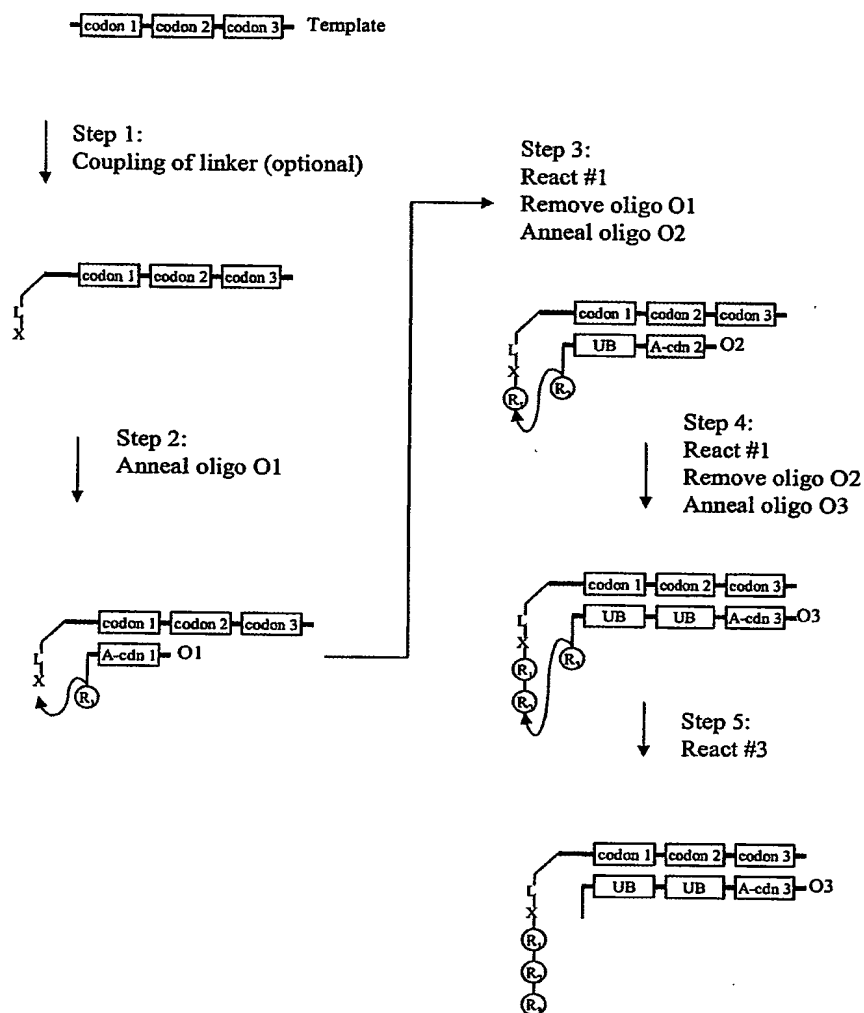 codon 1 codon 2 codon 3 Template
Step 1:
Coupling of linker (optional)
codon 1 codon 2 codon 3
L
X
Step 2:
Anneal oligo O1
codon 1 codon 2 codon 3
A-cdn 1 O1
L
X
R₁
Step 3:
React #1
Remove oligo O1
Anneal oligo O2
codon 1 codon 2 codon 3
UB A-cdn 2 O2
L
X
R₁ R₂
Step 4:
React #1
Remove oligo O2
Anneal oligo O3
codon 1 codon 2 codon 3
UB UB A-cdn 3 O3
L
X
R₁ R₃
R₂
Step 5:
React #3
codon 1 codon 2 codon 3
UB UB A-cdn 3 O3
L
X
R₁
R₂
R₃